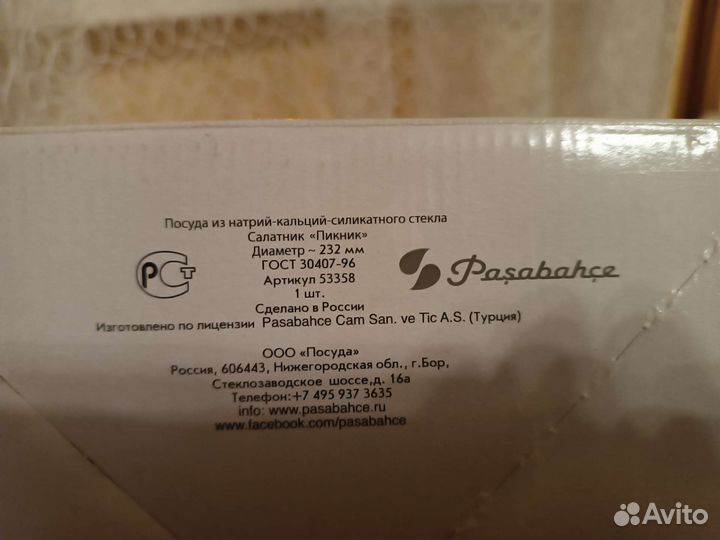 Посуда из натрий-кальций-силикатного стекла
Салатник «Пикник»
Диаметр ~ 232 мм
ГОСТ 30407-96
Артикул 53358
1 шт.
Сделано в России
Изготовлено по лицензии Pasabahce Cam San. ve Tic A.S. (Турция)
РСТ
Paşabahçe
ООО «Посуда»
Россия, 606443, Нижегородская обл., г.Бор,
Стеклозаводское шоссе,д. 16а
Телефон:+7 495 937 3635
info: www.pasabahce.ru
www.facebook.com/pasabahce
Avito